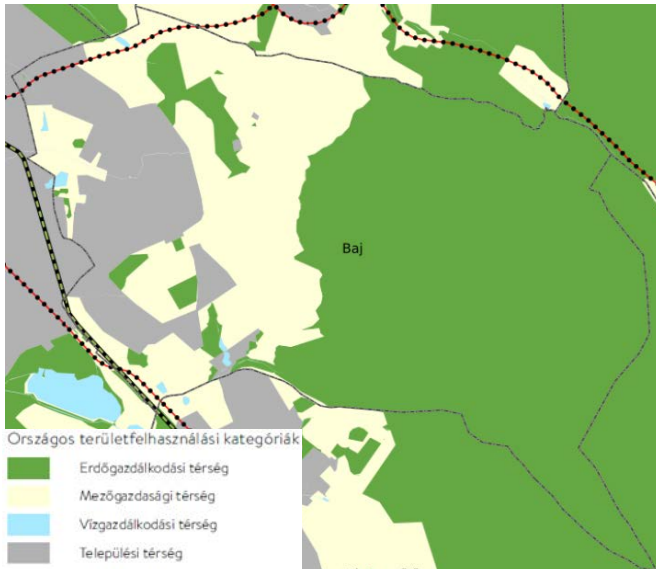 Baj
Országos területfelhasználási kategóriák
Erdőgazdálkodási térség
Mezőgazdasági térség
Vízgazdálkodási térség
Települési térség